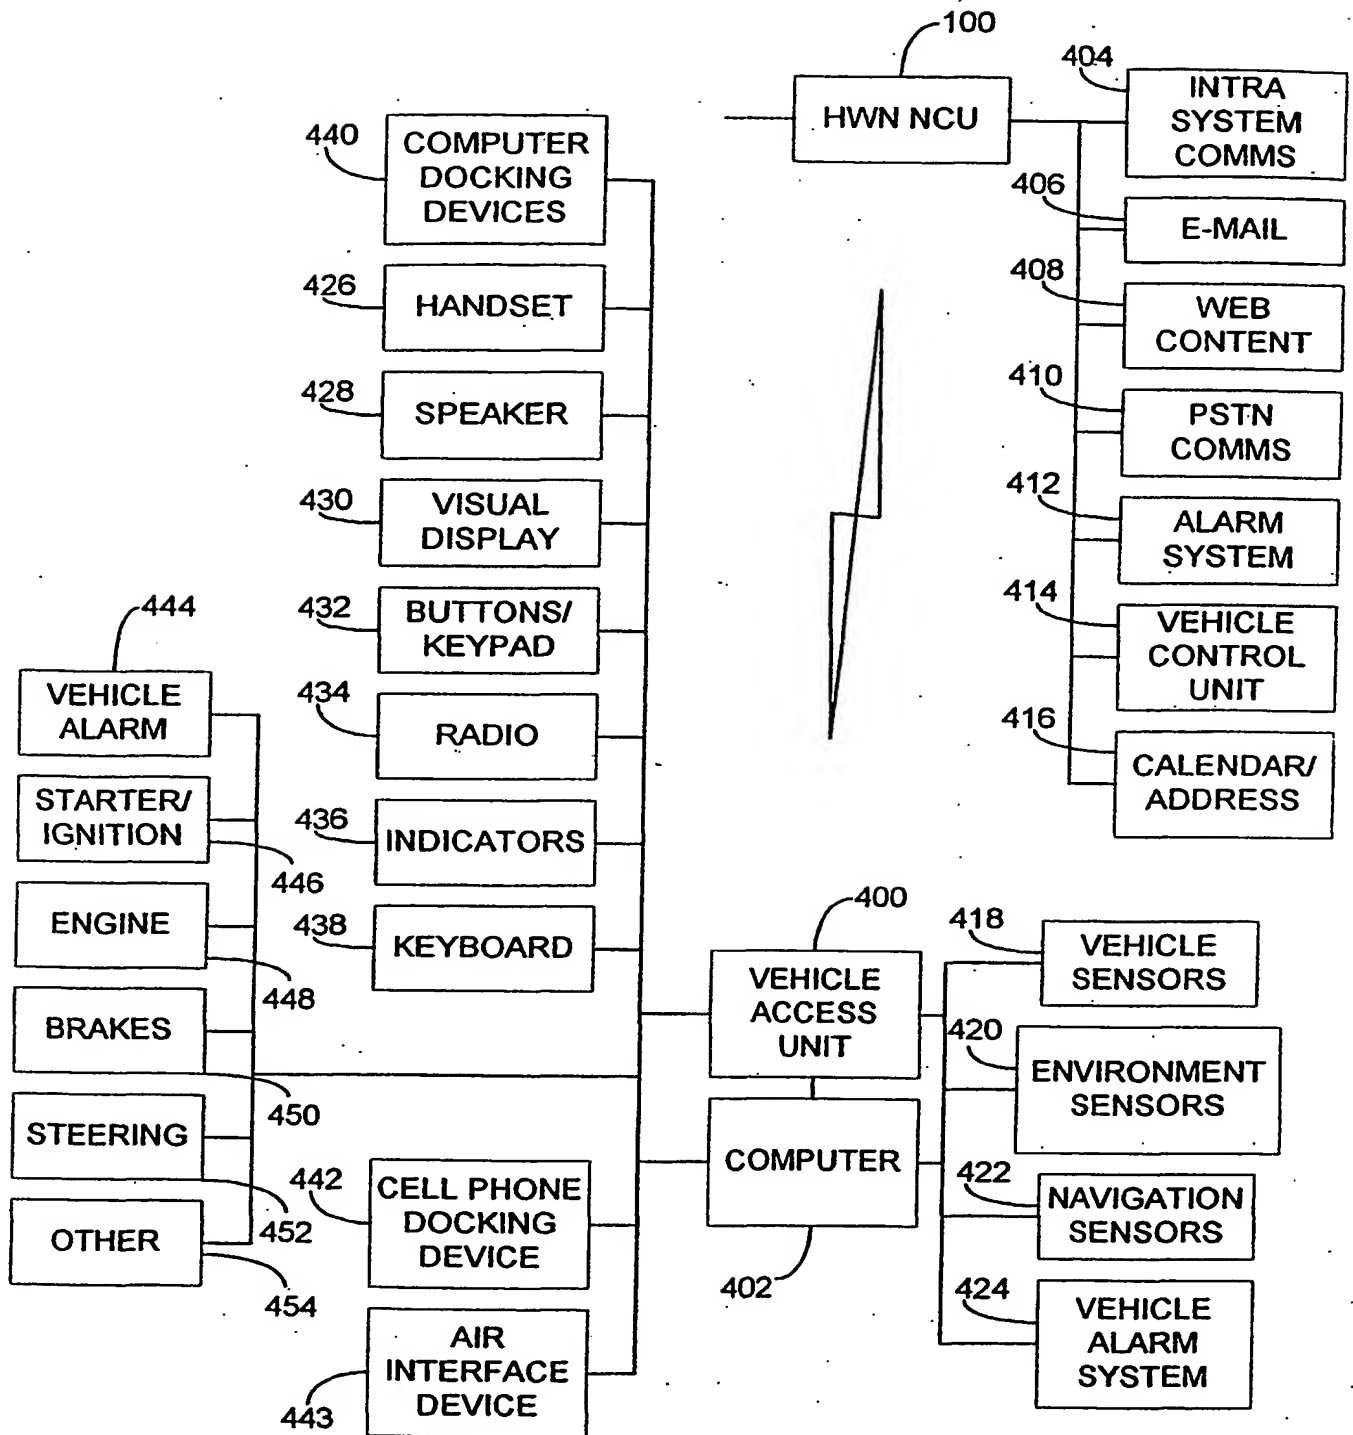 100
HWN NCU
404
INTRA
SYSTEM
COMMS
406
E-MAIL
408
WEB
CONTENT
410
PSTN
COMMS
412
ALARM
SYSTEM
414
VEHICLE
CONTROL
UNIT
416
CALENDAR/
ADDRESS
440
COMPUTER
DOCKING
DEVICES
426
HANDSET
428
SPEAKER
430
VISUAL
DISPLAY
432
BUTTONS/
KEYPAD
434
RADIO
436
INDICATORS
438
KEYBOARD
444
VEHICLE
ALARM
STARTER/
IGNITION
446
ENGINE
448
BRAKES
450
STEERING
452
OTHER
454
442
CELL PHONE
DOCKING
DEVICE
AIR
INTERFACE
DEVICE
443
400
VEHICLE
ACCESS
UNIT
COMPUTER
402
418
VEHICLE
SENSORS
420
ENVIRONMENT
SENSORS
422
NAVIGATION
SENSORS
424
VEHICLE
ALARM
SYSTEM